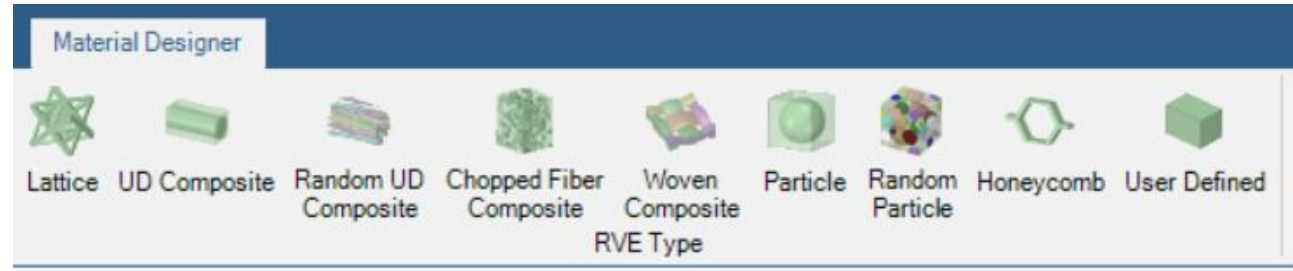 Material Designer
Lattice UD Composite Random UD Chopped Fiber Woven Particle Random Honeycomb User Defined
Composite Composite Composite Particle
RVE Type